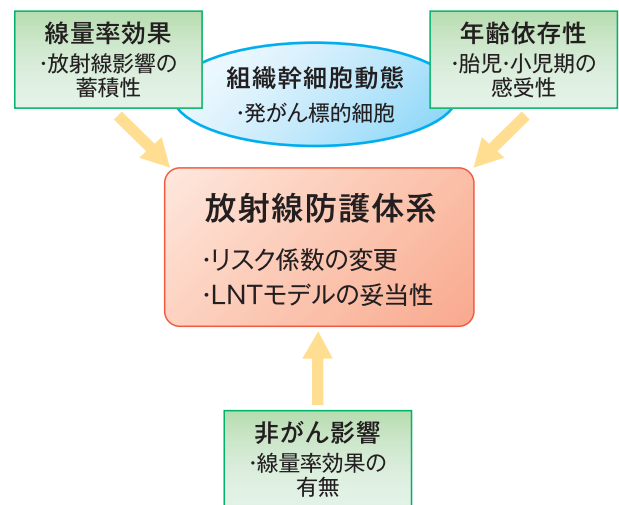 線量率効果
・放射線影響の
蓄積性
組織幹細胞動態
・発がん標的細胞
年齢依存性
・胎児・小児期の
感受性
放射線防護体系
・リスク係数の変更
・LNTモデルの妥当性
非がん影響
・線量率効果の
有無